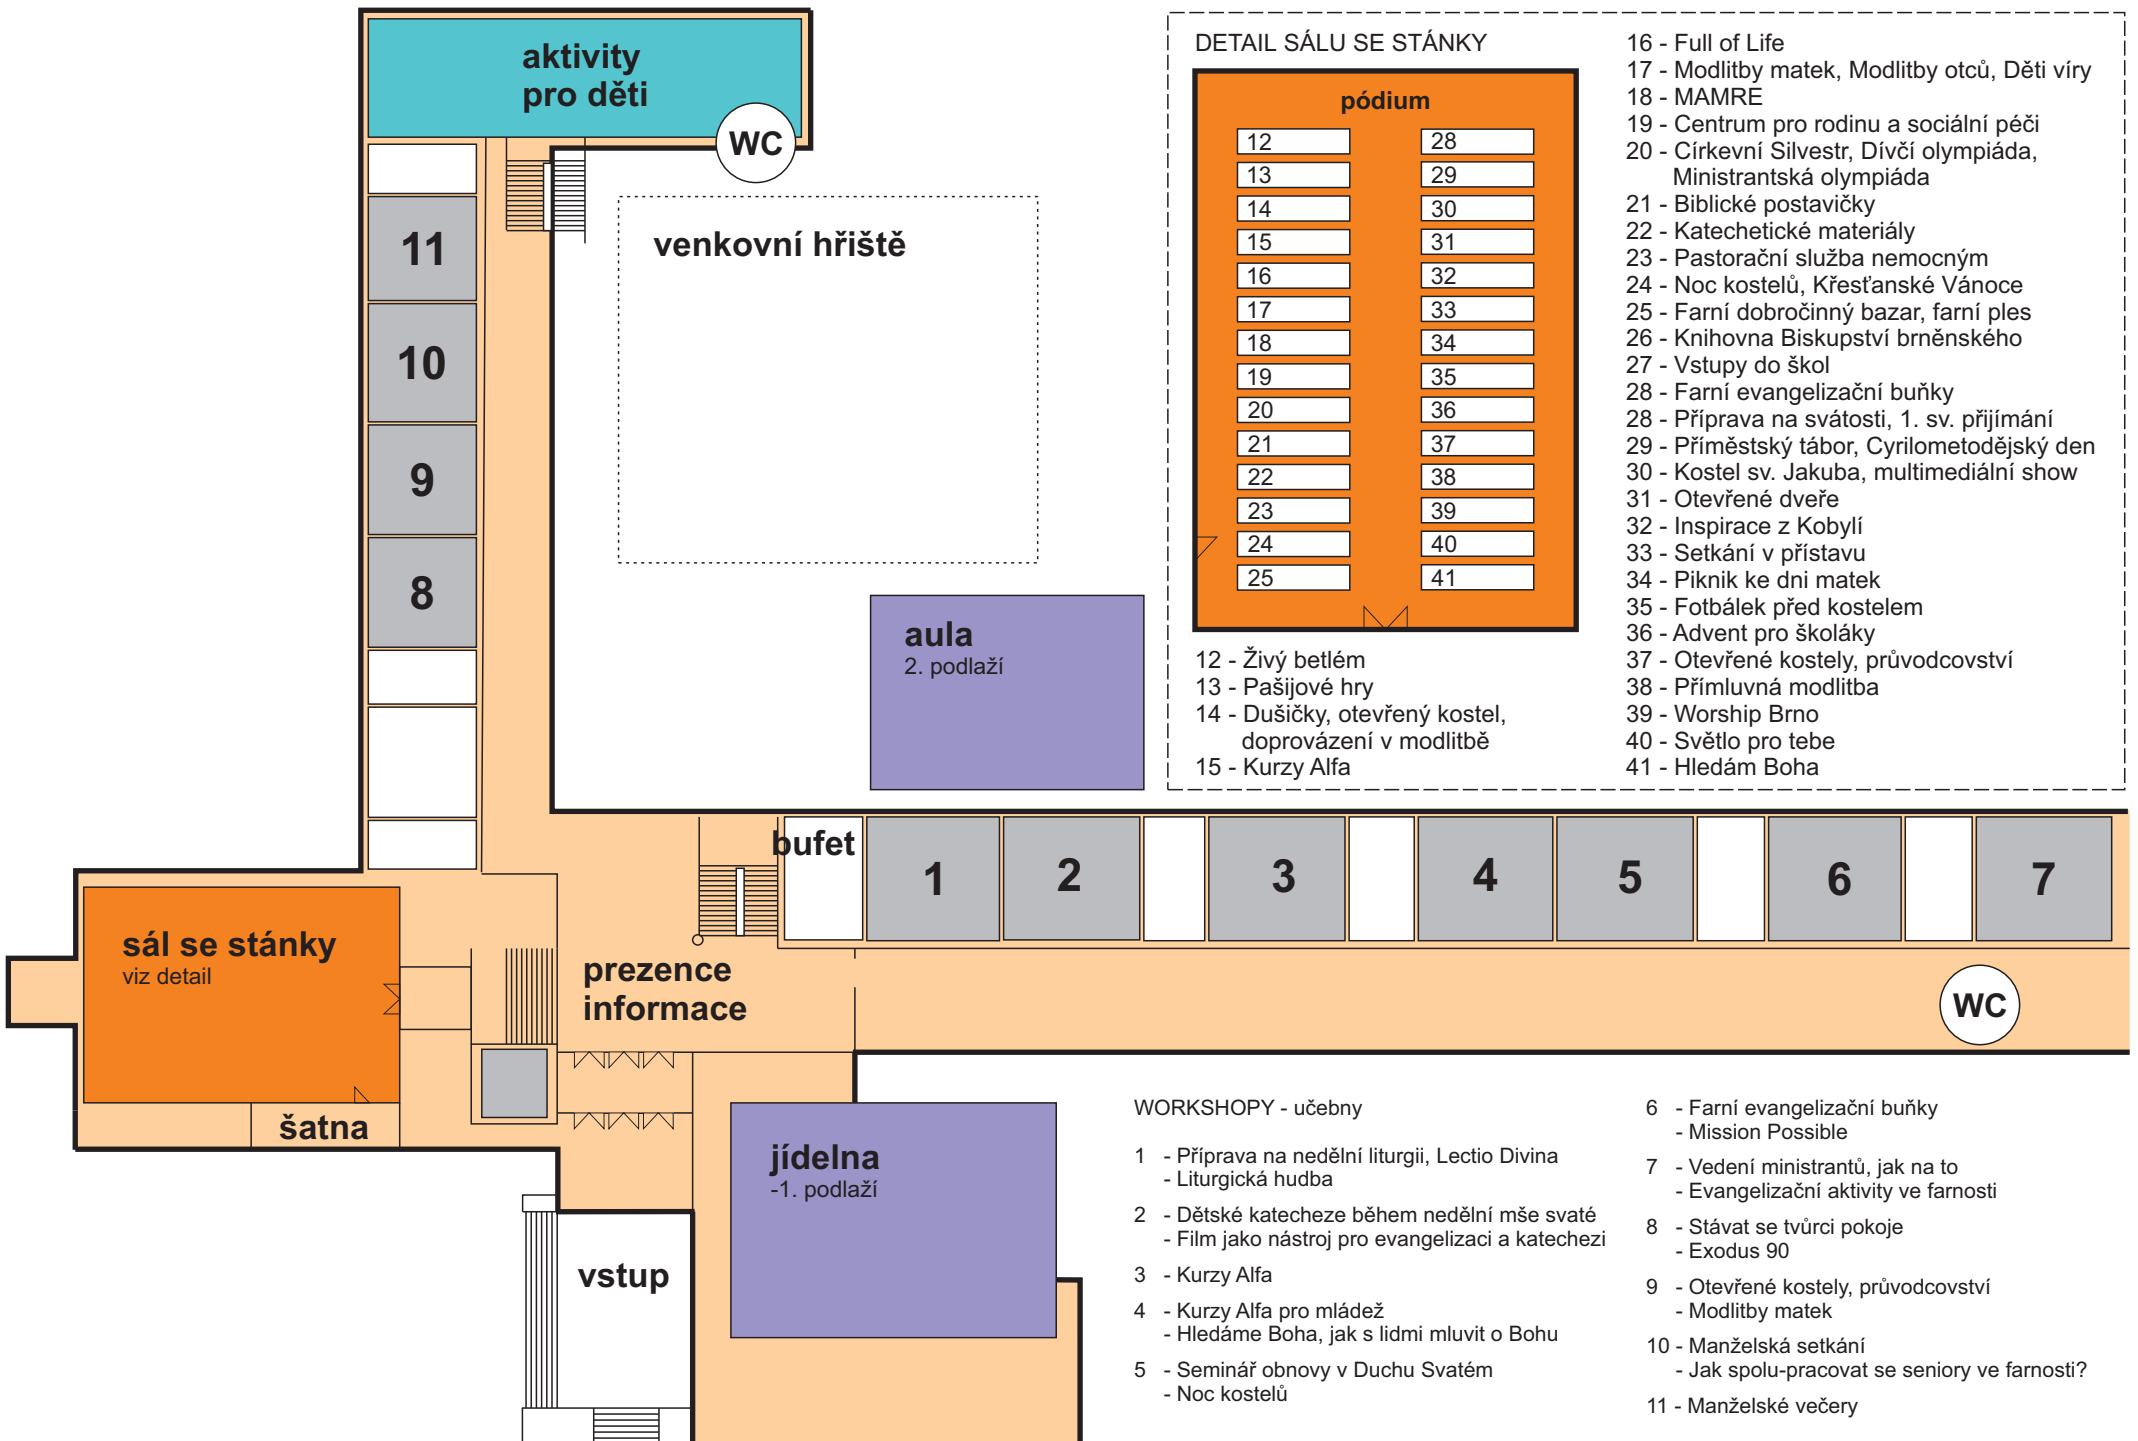 aktivity
pro děti
WC
11
10
9
8
venkovní hřiště
aula
2. podlaží
bufet
1
2
3
4
5
6
7
sál se stánky
viz detail
prezence
informace
WC
šatna
jídelna
-1. podlaží
vstup
DETAIL SÁLU SE STÁNKY
pódium
12
13
14
15
16
17
18
19
20
21
22
23
24
25
28
29
30
31
32
33
34
35
36
37
38
39
40
41
12 - Živý betlém
13 - Pašijové hry
14 - Dušičky, otevřený kostel,
doprovázení v modlitbě
15 - Kurzy Alfa
16 - Full of Life
17 - Modlitby matek, Modlitby otců, Děti víry
18 - MAMRE
19 - Centrum pro rodinu a sociální péči
20 - Církevní Silvestr, Dívčí olympiáda,
Ministrantská olympiáda
21 - Biblické postavičky
22 - Katechetické materiály
23 - Pastorační služba nemocným
24 - Noc kostelů, Křesťanské Vánoce
25 - Farní dobročinný bazar, farní ples
26 - Knihovna Biskupství brněnského
27 - Vstupy do škol
28 - Farní evangelizační buňky
28 - Příprava na svátosti, 1. sv. přijímání
29 - Příměstský tábor, Cyrilometodějský den
30 - Kostel sv. Jakuba, multimediální show
31 - Otevřené dveře
32 - Inspirace z Kobylí
33 - Setkání v přístavu
34 - Piknik ke dni matek
35 - Fotbálek před kostelem
36 - Advent pro školáky
37 - Otevřené kostely, průvodcovství
38 - Přímluvná modlitba
39 - Worship Brno
40 - Světlo pro tebe
41 - Hledám Boha
WORKSHOPY - učebny
1 - Příprava na nedělní liturgii, Lectio Divina
- Liturgická hudba
2 - Dětské katecheze během nedělní mše svaté
- Film jako nástroj pro evangelizaci a katechezi
3 - Kurzy Alfa
4 - Kurzy Alfa pro mládež
- Hledáme Boha, jak s lidmi mluvit o Bohu
5 - Seminář obnovy v Duchu Svatém
- Noc kostelů
6 - Farní evangelizační buňky
- Mission Possible
7 - Vedení ministrantů, jak na to
- Evangelizační aktivity ve farnosti
8 - Stávat se tvůrci pokoje
- Exodus 90
9 - Otevřené kostely, průvodcovství
- Modlitby matek
10 - Manželská setkání
- Jak spolu-pracovat se seniory ve farnosti?
11 - Manželské večery